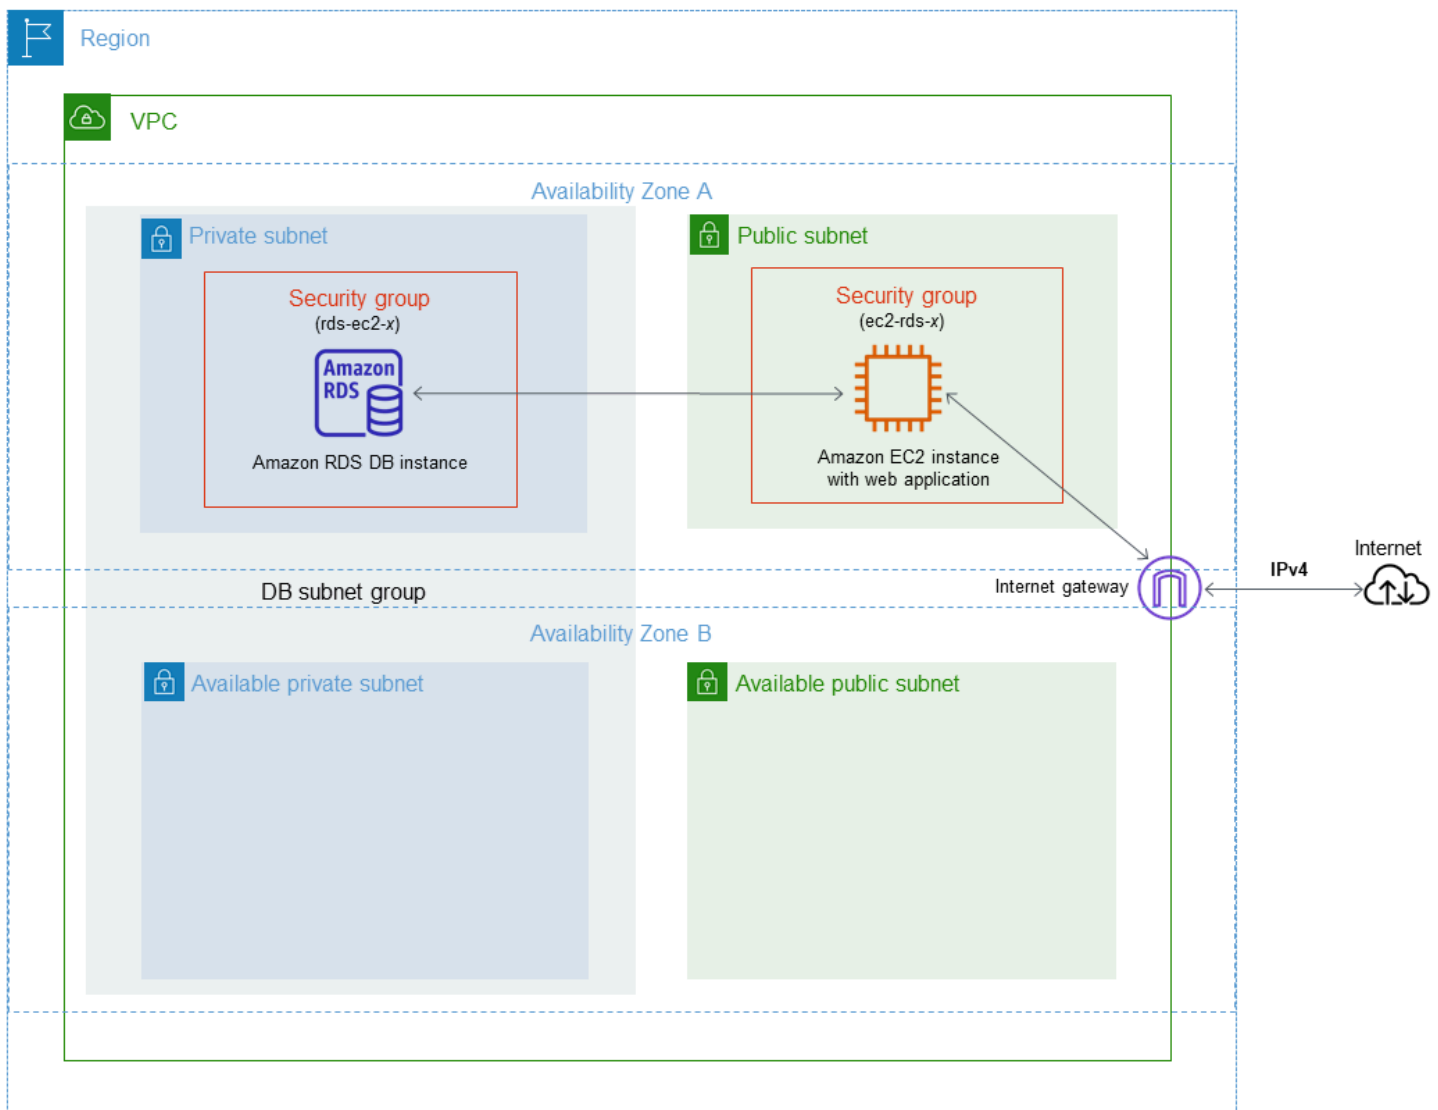 Region
VPC
Availability Zone A
Private subnet
Public subnet
Security group
(rds-ec2-x)
Amazon
RDS
Amazon RDS DB instance
Security group
(ec2-rds-x)
Amazon EC2 instance
with web application
Internet
IPv4
Internet gateway
DB subnet group
Availability Zone B
Available private subnet
Available public subnet